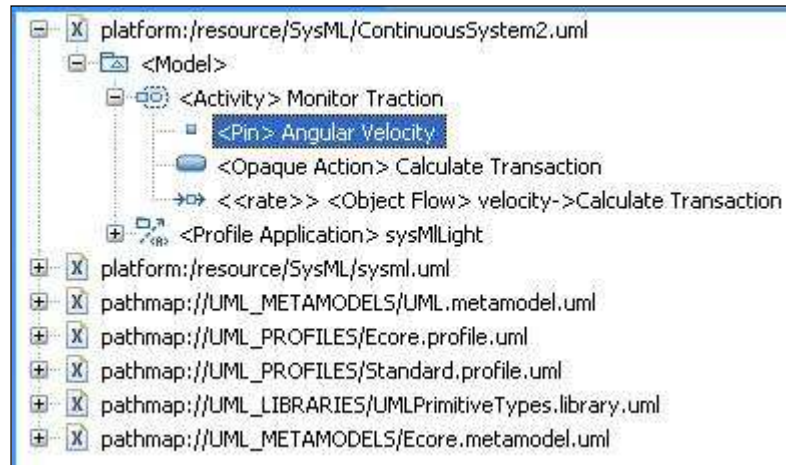 platform:/resource/SysML/ContinuousSystem2.uml
<Model>
<Activity> Monitor Traction
<Pin> Angular Velocity
<Opaque Action> Calculate Transaction
<<rate>> <Object Flow> velocity->Calculate Transaction
<Profile Application> sysMlLight
platform:/resource/SysML/sysml.uml
pathmap://UML_METAMODELS/UML.metamodel.uml
pathmap://UML_PROFILES/Ecore.profile.uml
pathmap://UML_PROFILES/Standard.profile.uml
pathmap://UML_LIBRARIES/UMLPrimitiveTypes.library.uml
pathmap://UML_METAMODELS/Ecore.metamodel.uml